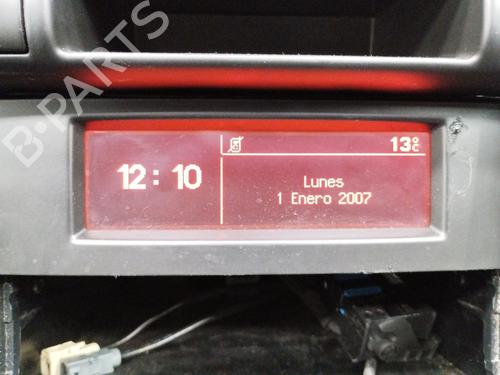 B-PARTS
12:10
13°C
Lunes
1 Enero 2007